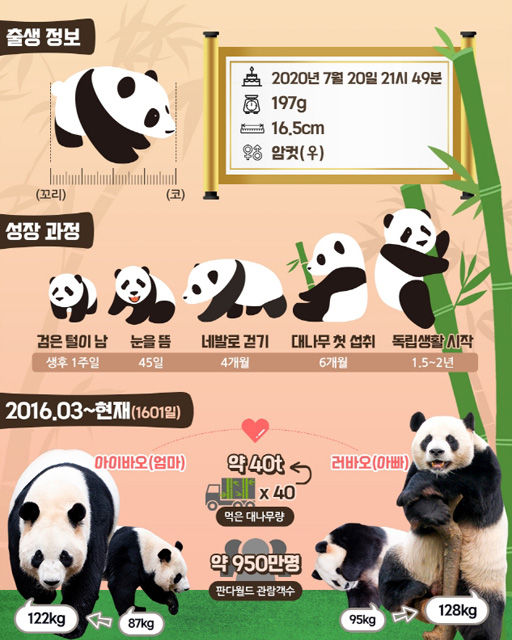 출생 정보
2020년 7월 20일 21시 49분
197g
16.5cm
암컷(우)
(꼬리)
(코)
성장 과정
검은 털이 남
눈을 뜸
네발로 걷기
대나무 첫 섭취
독립생활 시작
생후 1주일
45일
4개월
6개월
1.5~2년
2016.03~현재(1601일)
아이바오(엄마)
약 40t
러바오(아빠)
x 40
먹은 대나무량
약 950만명
판다월드 관람객수
122kg
87kg
95kg
128kg